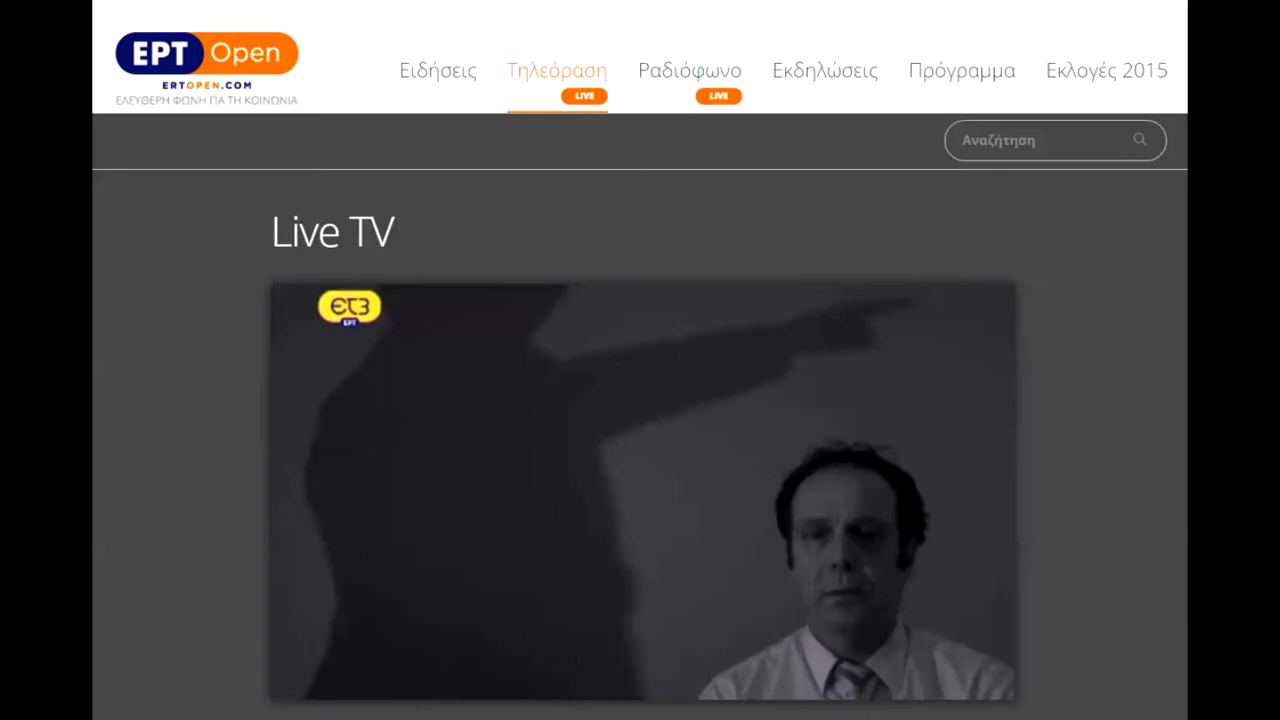 ΕΡΤ Open
ERTOPEN.COM
ΕΛΕΥΘΕΡΗ ΦΩΝΗ ΓΙΑ ΤΗ ΚΟΙΝΩΝΙΑ
Ειδήσεις Τηλεόραση Ραδιόφωνο Εκδηλώσεις Πρόγραμμα Εκλογές 2015
LIVE LIVE
Αναζήτηση
Live TV
ετ3
ΕΡΤ